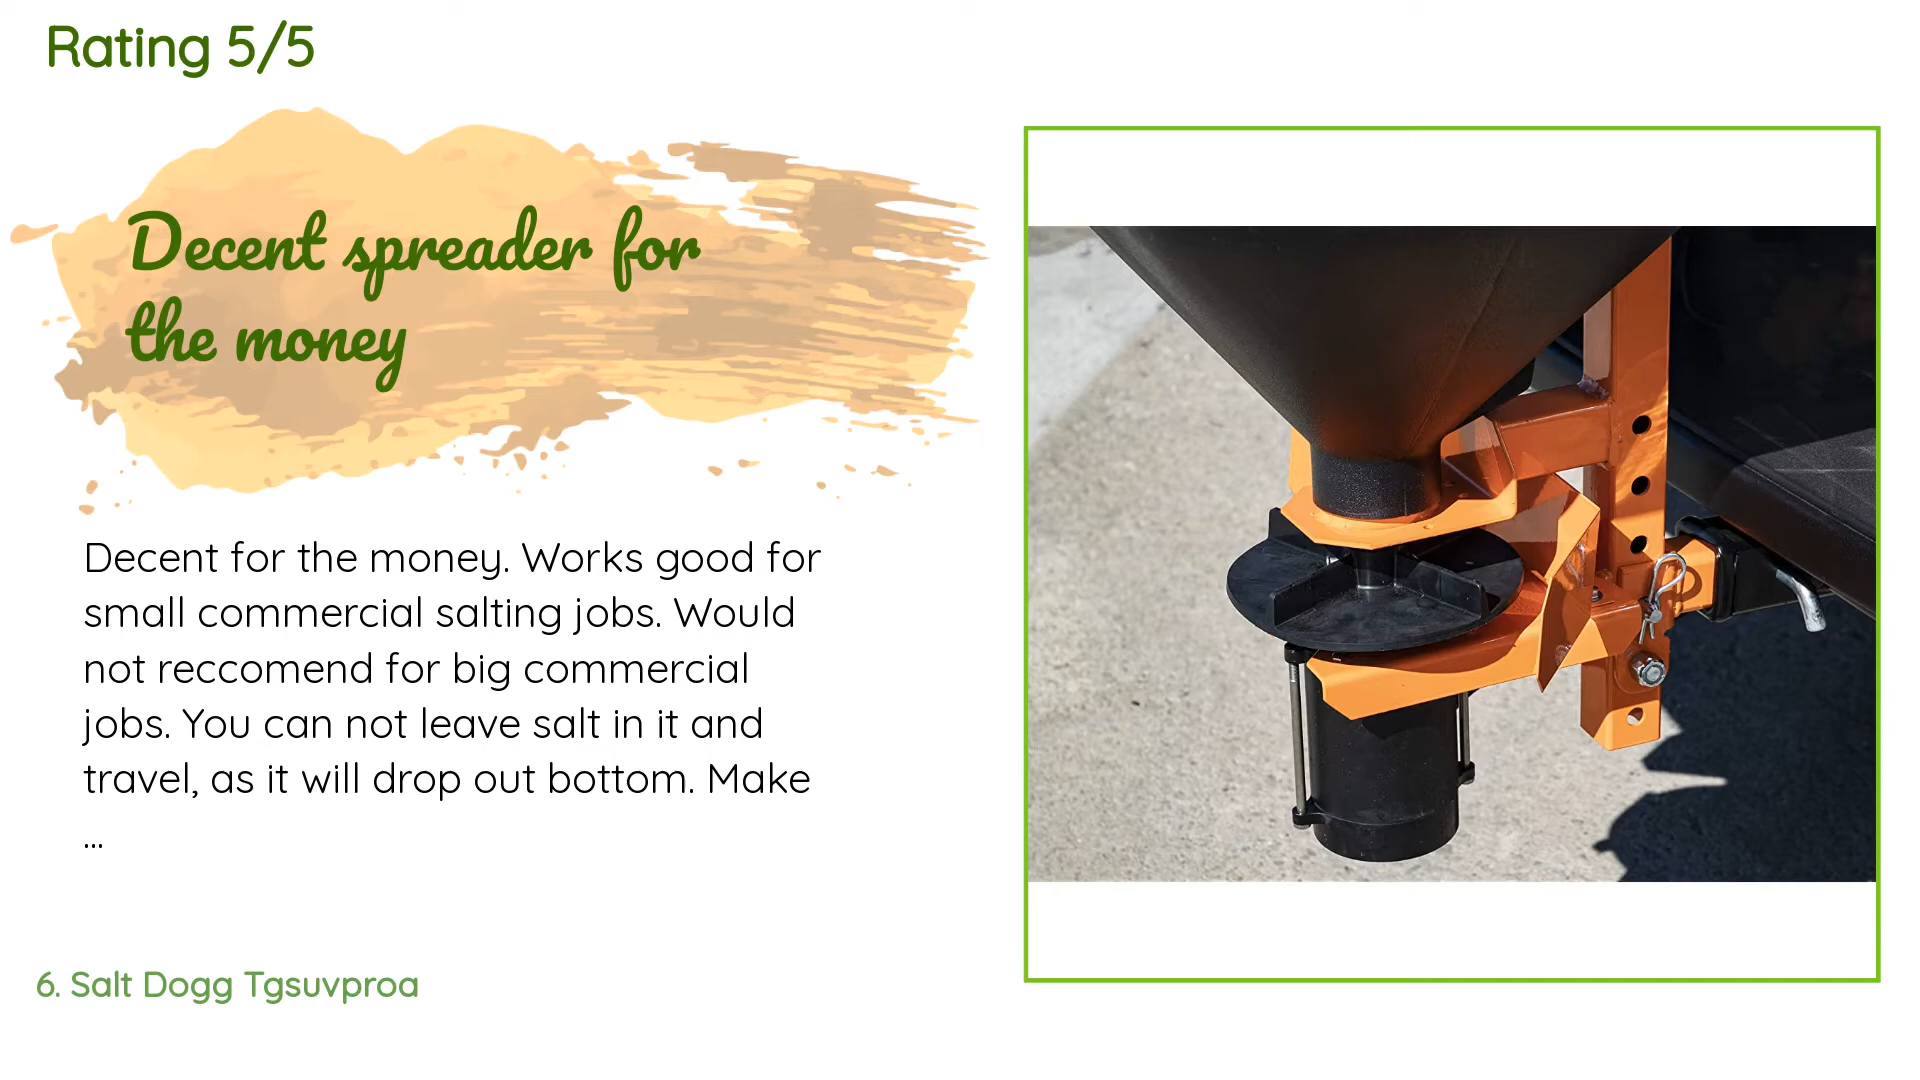 Rating 5/5
Decent spreader for
the money
Decent for the money. Works good for
small commercial salting jobs. Would
not reccomend for big commercial
jobs. You can not leave salt in it and
travel, as it will drop out bottom. Make
...
6. Salt Dogg Tgsuvproa